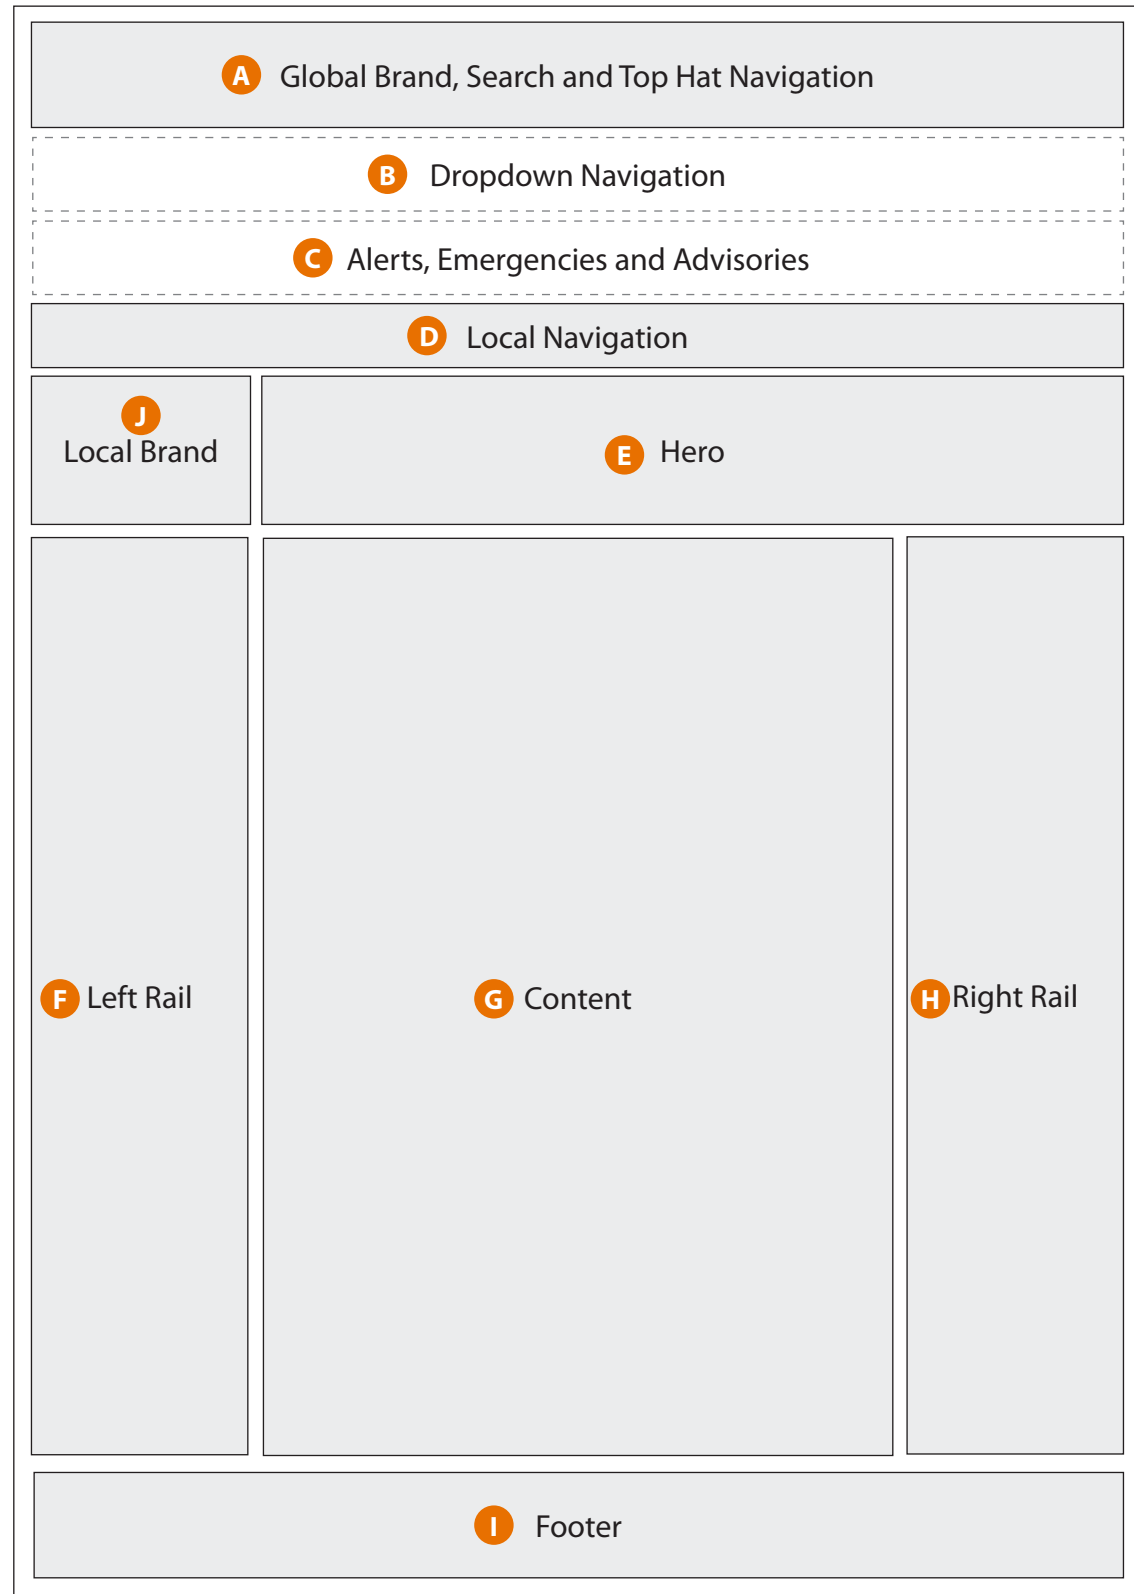 A Global Brand, Search and Top Hat Navigation
B Dropdown Navigation
C Alerts, Emergencies and Advisories
D Local Navigation
J
Local Brand
E Hero
F Left Rail
G Content
H Right Rail
I Footer